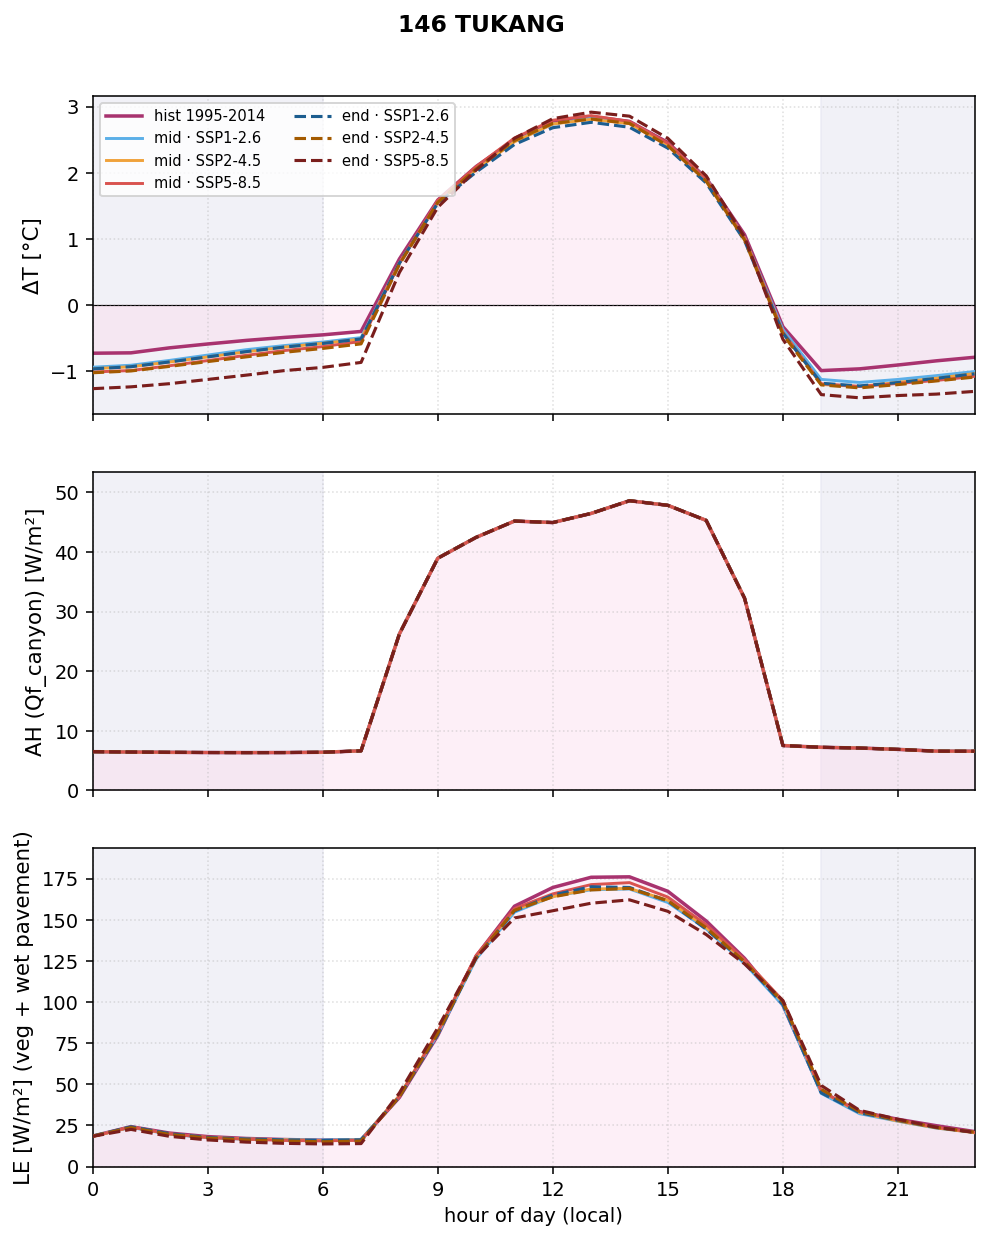 146 TUKANG
hist 1995-2014
mid · SSP1-2.6
mid · SSP2-4.5
mid · SSP5-8.5
end · SSP1-2.6
end · SSP2-4.5
end · SSP5-8.5
ΔT [°C]
3
2
1
0
−1
AH (Qf_canyon) [W/m²]
50
40
30
20
10
0
LE [W/m²] (veg + wet pavement)
175
150
125
100
75
50
25
0
0 3 6 9 12 15 18 21
hour of day (local)